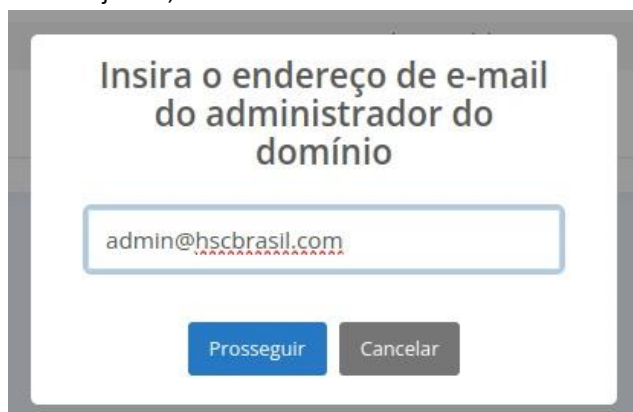 Insira o endereço de e-mail
do administrador do
domínio
admin@hscbrasil.com
Prosseguir
Cancelar